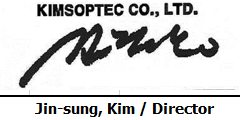 KIMSOPTEC CO., LTD.
Jin-sung, Kim / Director